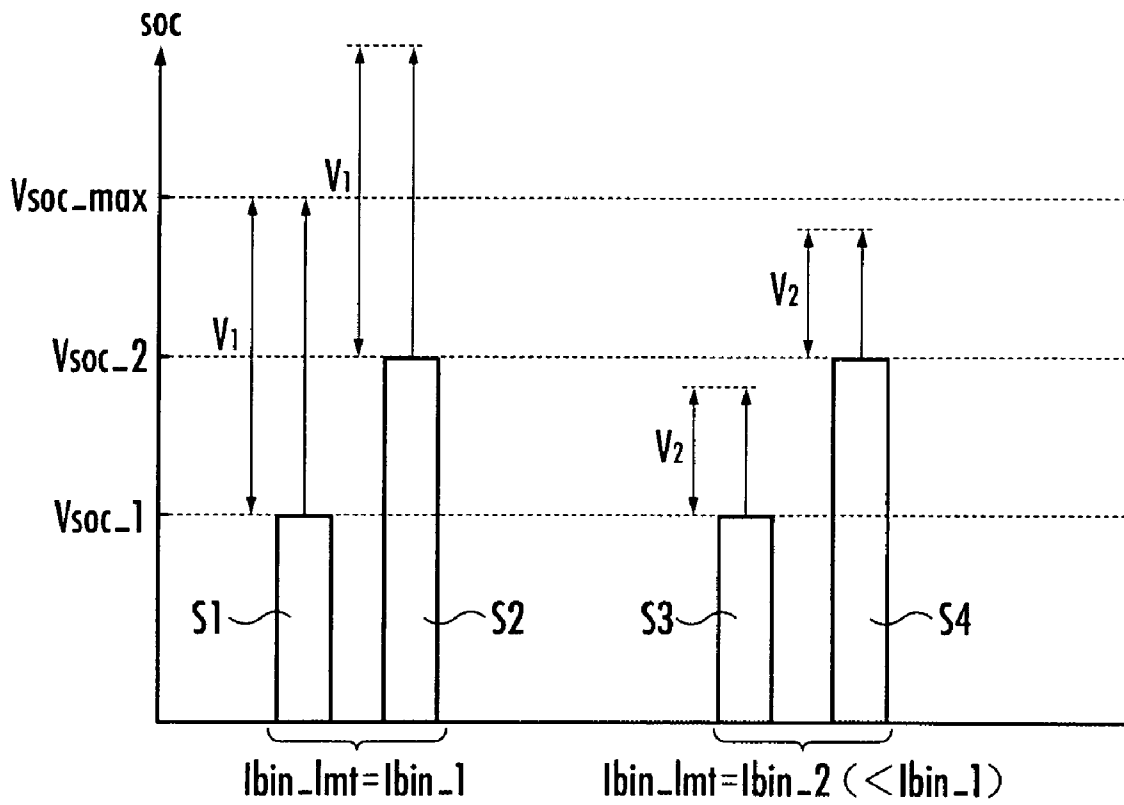 soc
V1
Vsoc_max
V1
V2
Vsoc_2
V2
Vsoc_1
S1
S2
S3
S4
Ibin_lmt=Ibin_1
Ibin_lmt=Ibin_2 (<Ibin_1)